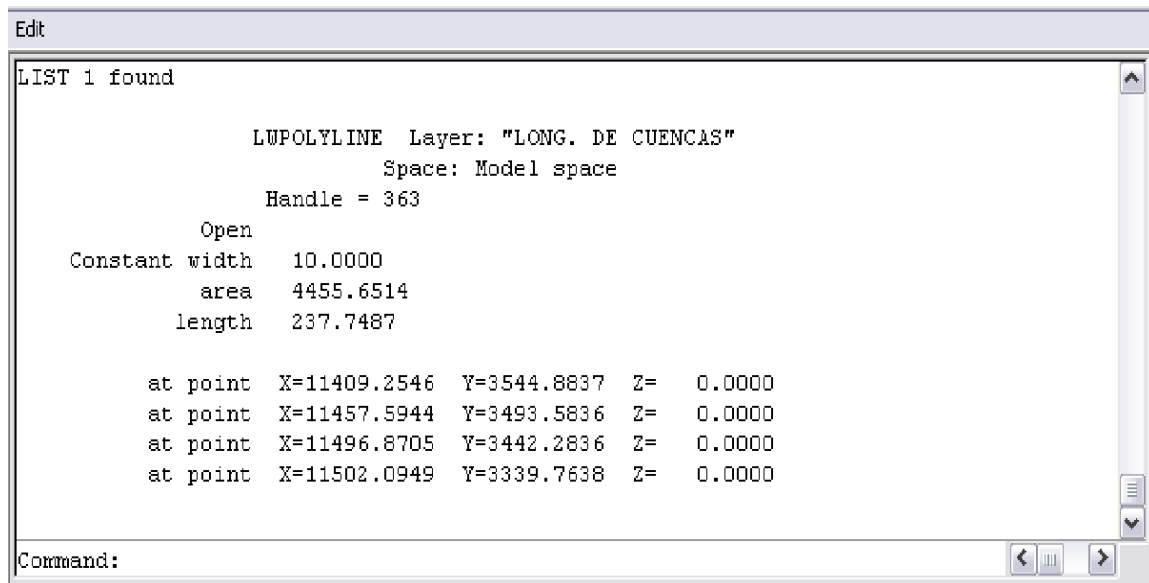 Edit
LIST 1 found
LWPOLYLINE Layer: "LONG. DE CUENCAS"
Space: Model space
Handle = 363
Open
Constant width 10.0000
area 4455.6514
length 237.7487
at point X=11409.2546 Y=3544.8837 Z= 0.0000
at point X=11457.5944 Y=3493.5836 Z= 0.0000
at point X=11496.8705 Y=3442.2836 Z= 0.0000
at point X=11502.0949 Y=3339.7638 Z= 0.0000
Command: